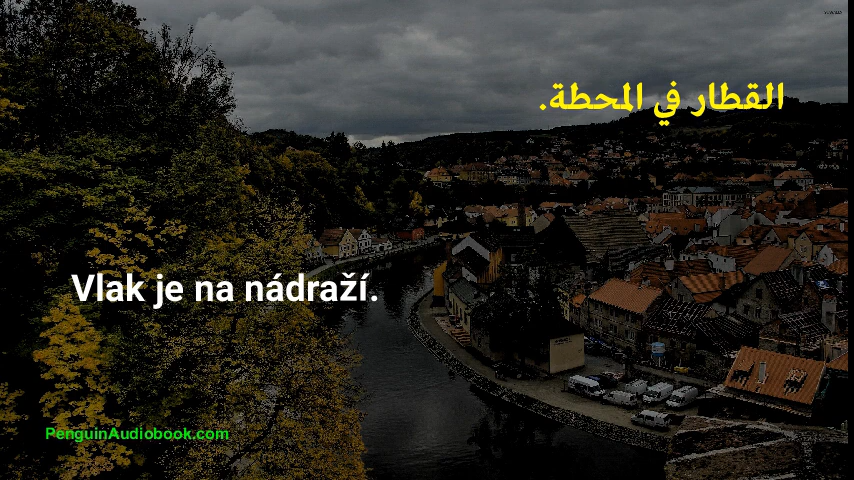 القطار في المحطة.
Vlak je na nádraží.
PenguinAudiobook.com